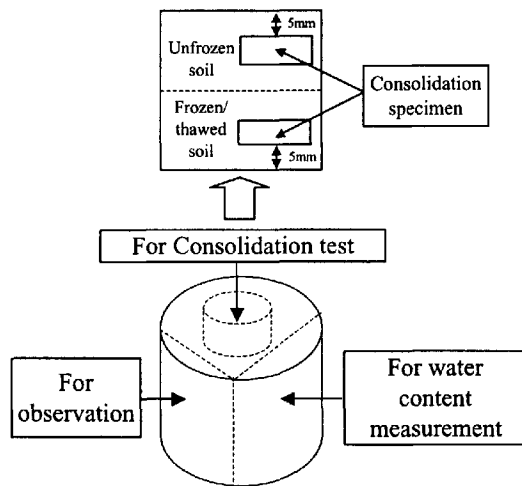 5mm
Unfrozen
soil
Consolidation
specimen
Frozen/
thawed
soil
5mm
For Consolidation test
For
observation
For water
content
measurement